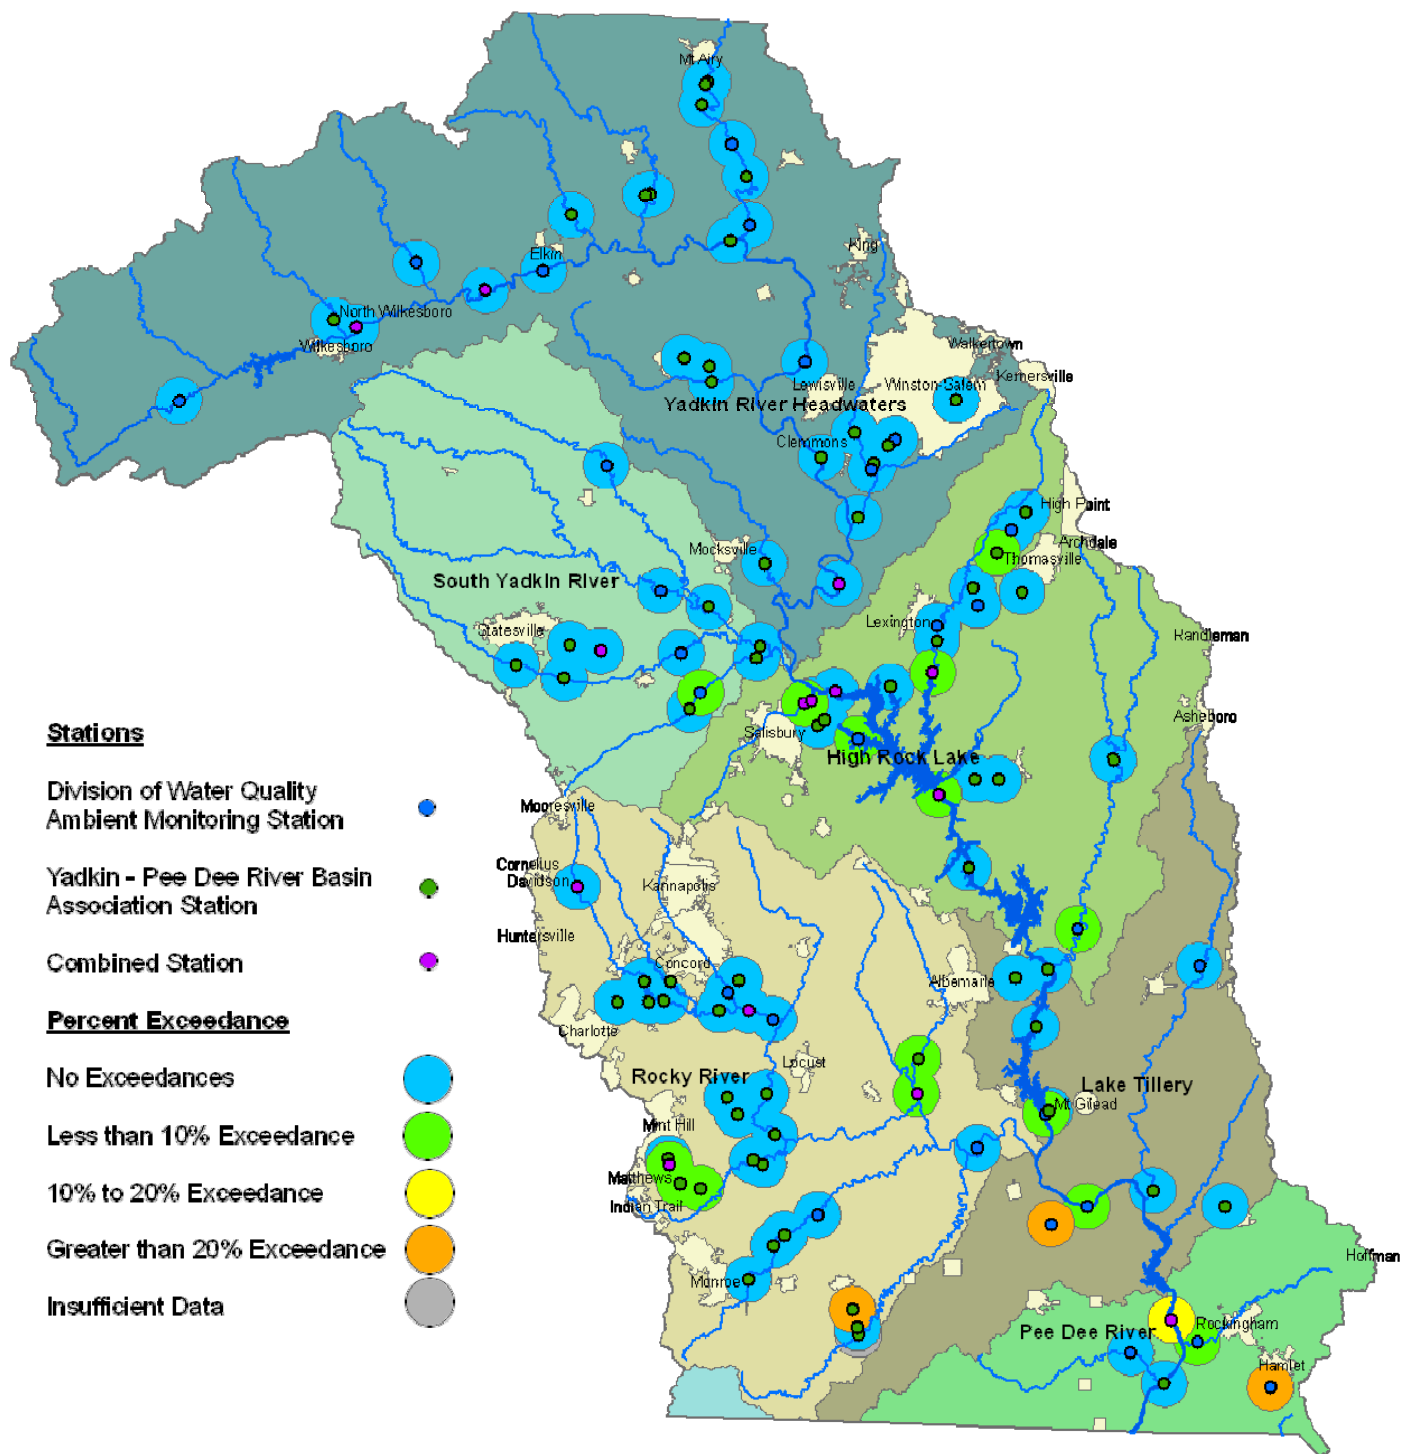 Mt Airy
King
Elkin
North Wilkesboro
Wilkesboro
Walkertown
Kernersville
Lewisville
Winston-Salem
Yadkin River Headwaters
Clemmons
High Point
Archdale
Thomasville
Mocksville
South Yadkin River
Statesville
Lexington
Randleman
Asheboro
Salisbury
High Rock Lake
Stations
Division of Water Quality
Ambient Monitoring Station
Yadkin - Pee Dee River Basin
Association Station
Combined Station
Percent Exceedance
No Exceedances
Less than 10% Exceedance
10% to 20% Exceedance
Greater than 20% Exceedance
Insufficient Data
Mooresville
Cornelius
Davidson
Kannapolis
Huntersville
Concord
Albemarle
Charlotte
Locust
Rocky River
Lake Tillery
Mt Gilead
Mint Hill
Matthews
Indian Trail
Monroe
Hoffman
Pee Dee River
Rockingham
Hamlet